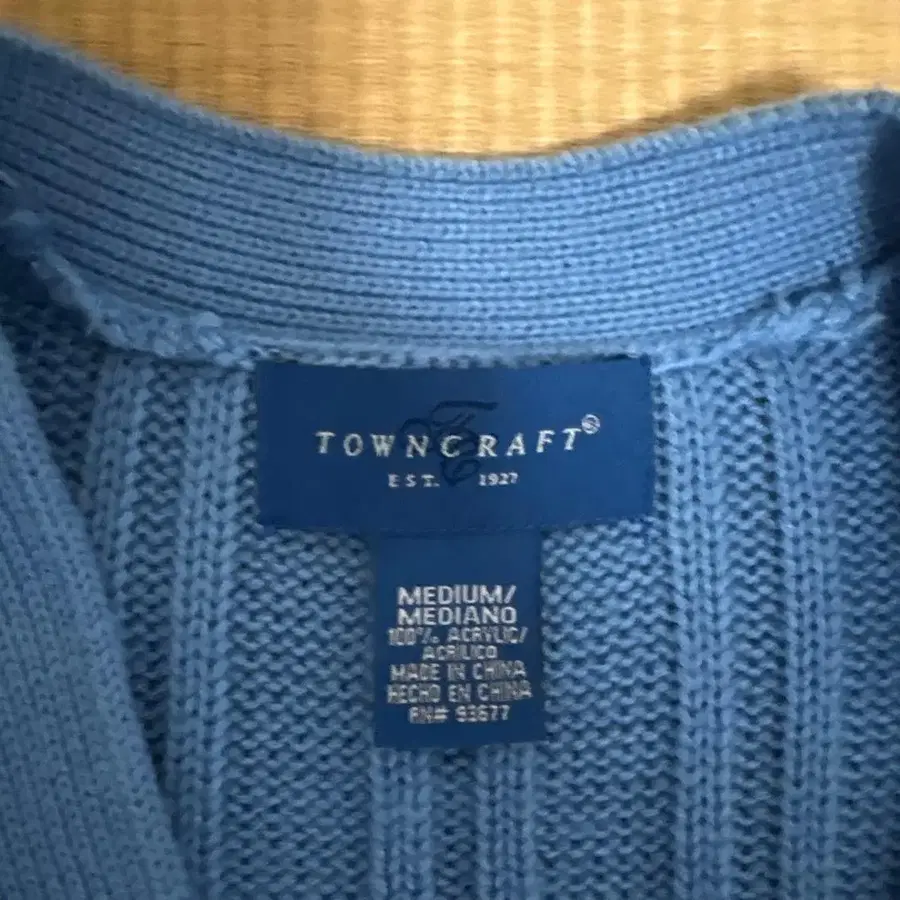 TOWNCRAFT®
EST. 1927
MEDIUM/
MEDIANO
100% ACRYLIC/
ACRILICO
MADE IN CHINA
HECHO EN CHINA
RN# 93677